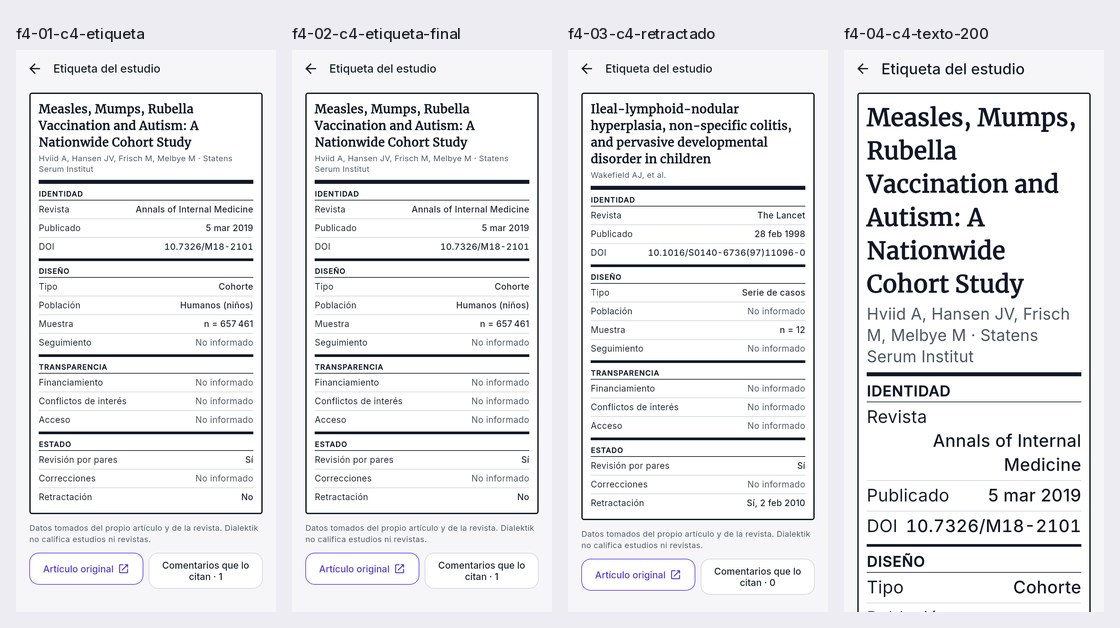 f4-01-c4-etiqueta
← Etiqueta del estudio
Measles, Mumps, Rubella
Vaccination and Autism: A
Nationwide Cohort Study
Hviid A, Hansen JV, Frisch M, Melbye M · Statens
Serum Institut
IDENTIDAD
Revista Annals of Internal Medicine
Publicado 5 mar 2019
DOI 10.7326/M18-2101
DISEÑO
Tipo Cohorte
Población Humanos (niños)
Muestra n = 657 461
Seguimiento No informado
TRANSPARENCIA
Financiamiento No informado
Conflictos de interés No informado
Acceso No informado
ESTADO
Revisión por pares Sí
Correcciones No informado
Retractación No
Datos tomados del propio artículo y de la revista. Dialektik
no califica estudios ni revistas.
Artículo original
Comentarios que lo
citan · 1
f4-02-c4-etiqueta-final
← Etiqueta del estudio
Measles, Mumps, Rubella
Vaccination and Autism: A
Nationwide Cohort Study
Hviid A, Hansen JV, Frisch M, Melbye M · Statens
Serum Institut
IDENTIDAD
Revista Annals of Internal Medicine
Publicado 5 mar 2019
DOI 10.7326/M18-2101
DISEÑO
Tipo Cohorte
Población Humanos (niños)
Muestra n = 657 461
Seguimiento No informado
TRANSPARENCIA
Financiamiento No informado
Conflictos de interés No informado
Acceso No informado
ESTADO
Revisión por pares Sí
Correcciones No informado
Retractación No
Datos tomados del propio artículo y de la revista. Dialektik
no califica estudios ni revistas.
Artículo original
Comentarios que lo
citan · 1
f4-03-c4-retractado
← Etiqueta del estudio
Ileal-lymphoid-nodular
hyperplasia, non-specific colitis,
and pervasive developmental
disorder in children
Wakefield AJ, et al.
IDENTIDAD
Revista The Lancet
Publicado 28 feb 1998
DOI 10.1016/S0140-6736(97)11096-0
DISEÑO
Tipo Serie de casos
Población No informado
Muestra n = 12
Seguimiento No informado
TRANSPARENCIA
Financiamiento No informado
Conflictos de interés No informado
Acceso No informado
ESTADO
Revisión por pares Sí
Correcciones No informado
Retractación Sí, 2 feb 2010
Datos tomados del propio artículo y de la revista. Dialektik
no califica estudios ni revistas.
Artículo original
Comentarios que lo
citan · 0
f4-04-c4-texto-200
← Etiqueta del estudio
Measles, Mumps,
Rubella
Vaccination and
Autism: A
Nationwide
Cohort Study
Hviid A, Hansen JV, Frisch
M, Melbye M · Statens
Serum Institut
IDENTIDAD
Revista
Annals of Internal
Medicine
Publicado 5 mar 2019
DOI 10.7326/M18-2101
DISEÑO
Tipo Cohorte